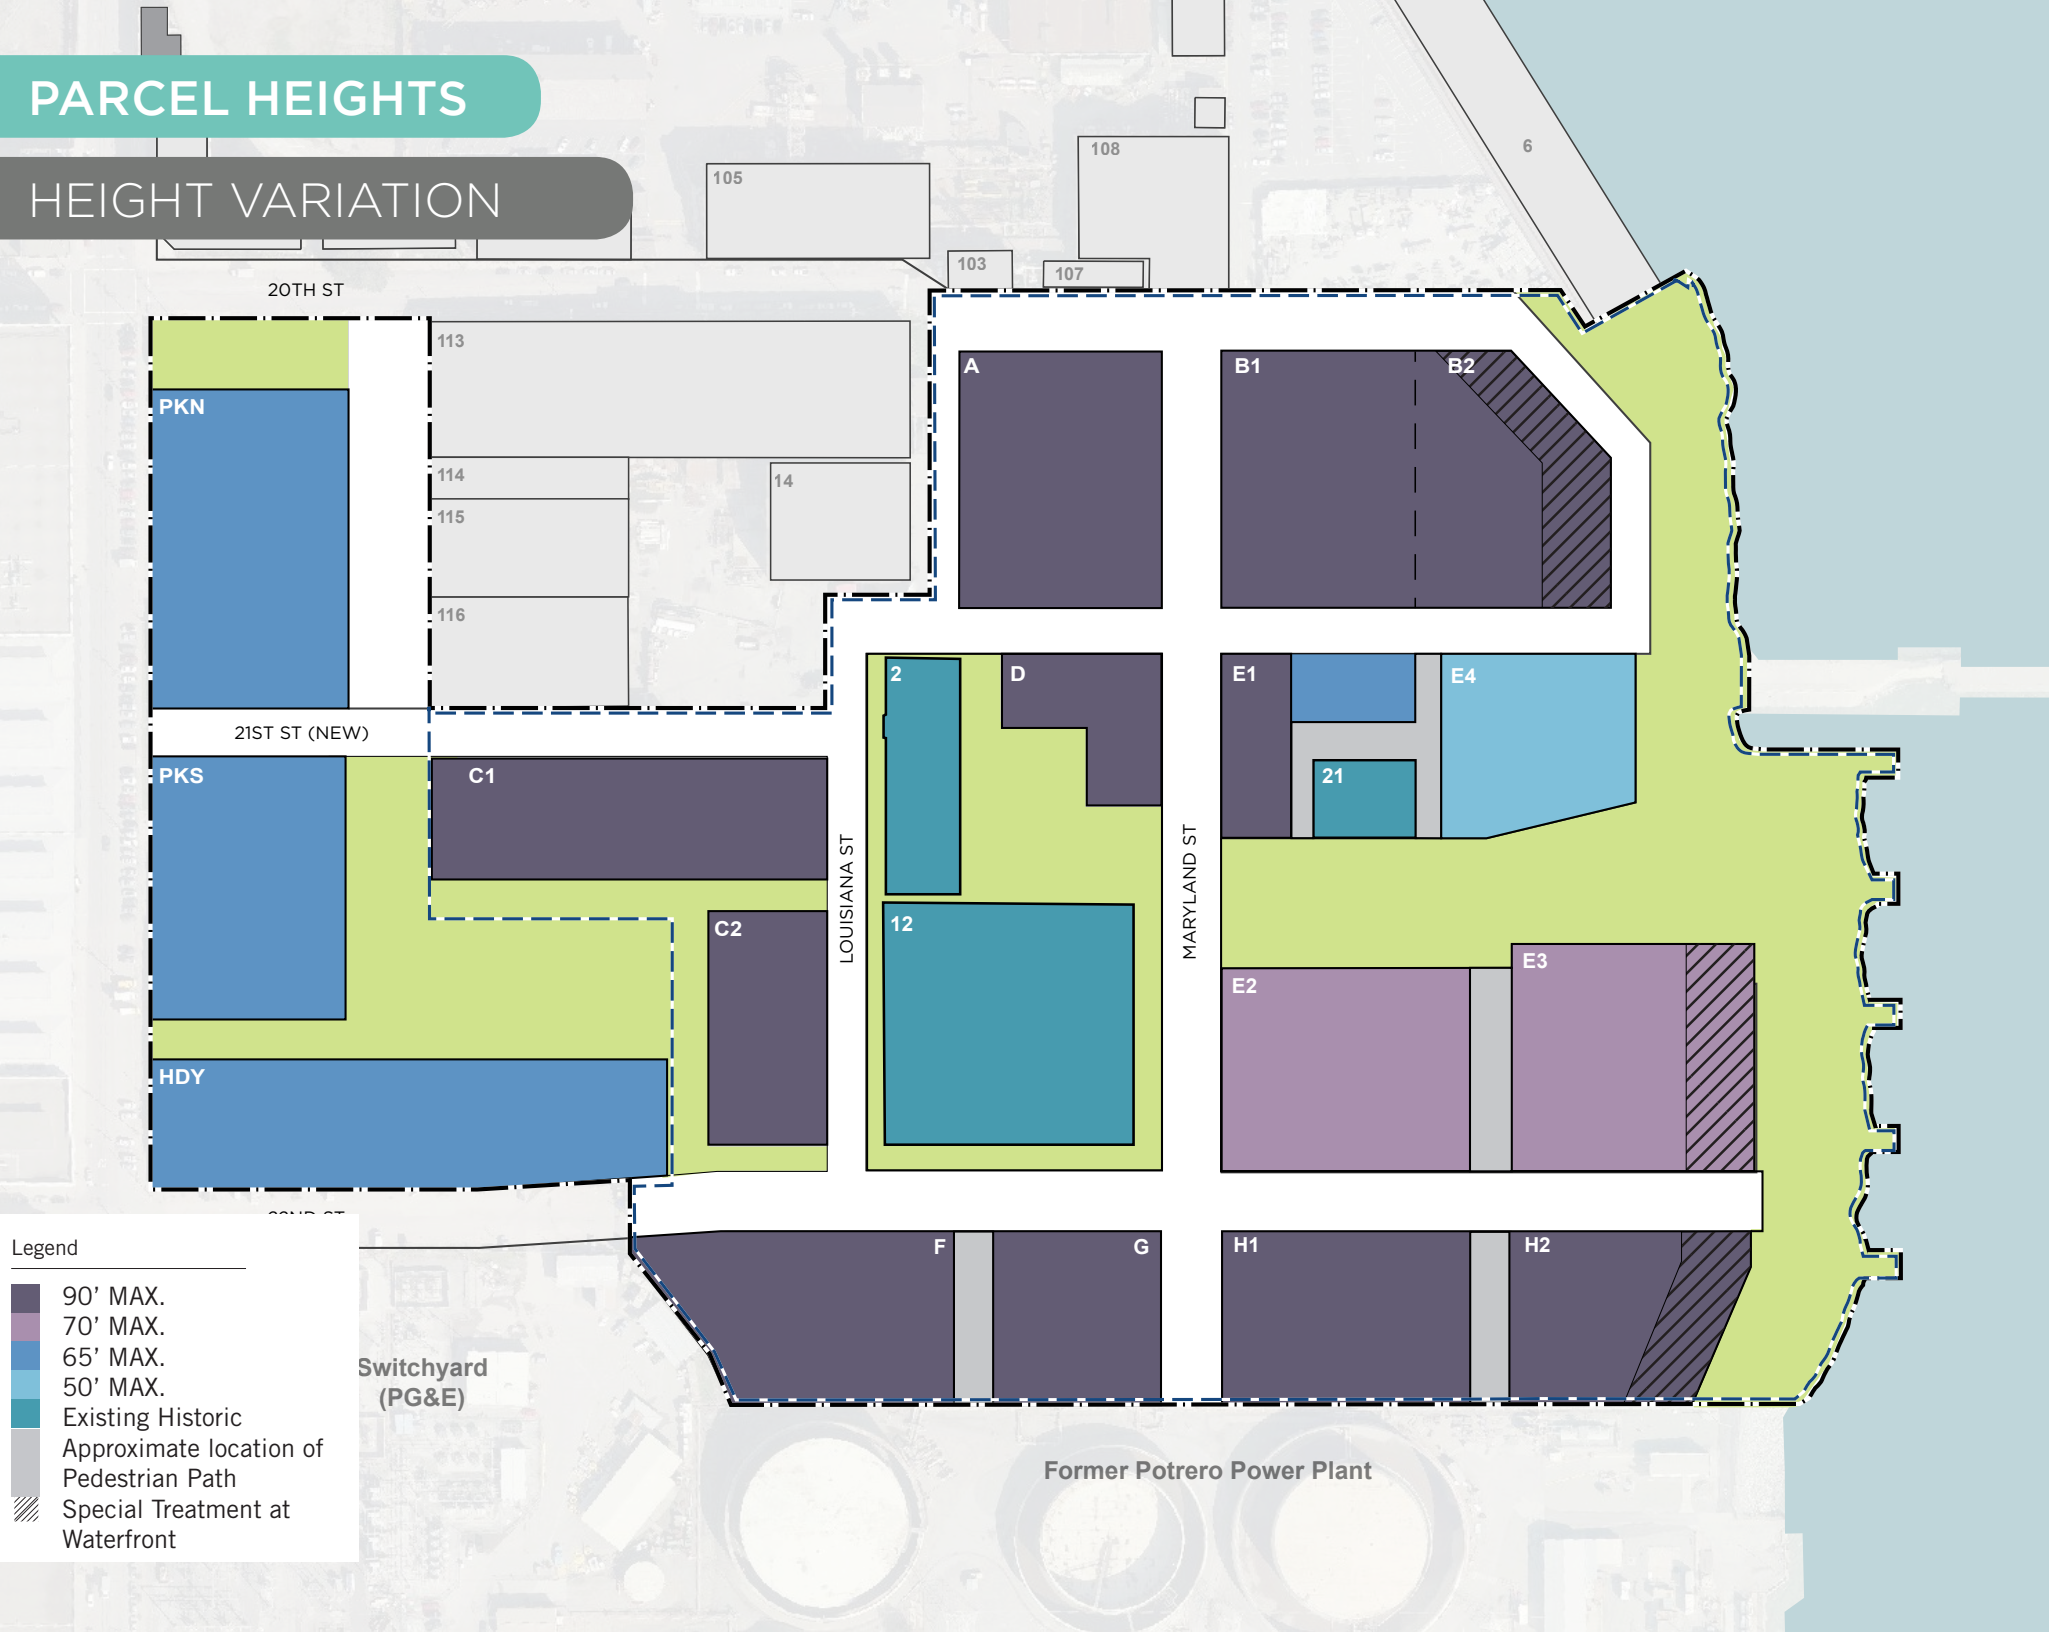 PARCEL HEIGHTS
HEIGHT VARIATION
6
108
105
103
107
20TH ST
113
A
B1
B2
PKN
114
14
115
116
2
D
E1
E4
21ST ST (NEW)
PKS
C1
21
LOUISIANA ST
MARYLAND ST
C2
12
E3
E2
HDY
22ND ST
F
G
H1
H2
Legend
90' MAX.
70' MAX.
65' MAX.
50' MAX.
Existing Historic
Approximate location of
Pedestrian Path
Special Treatment at
Waterfront
Switchyard
(PG&E)
Former Potrero Power Plant